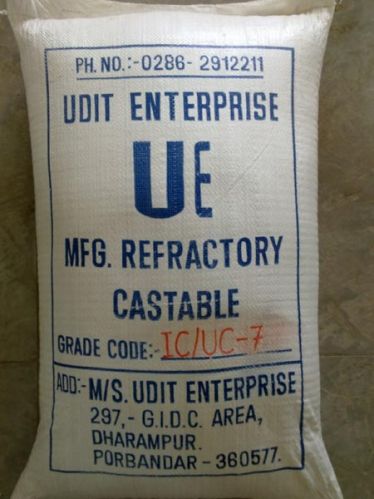 PH. NO.:-0286- 2912211
UDIT ENTERPRISE
UE
MFG. REFRACTORY
CASTABLE
GRADE CODE:- IC/UC-7
ADD:- M/S. UDIT ENTERPRISE
297,- G.I.D.C. AREA,
DHARAMPUR.
PORBANDAR - 360577.